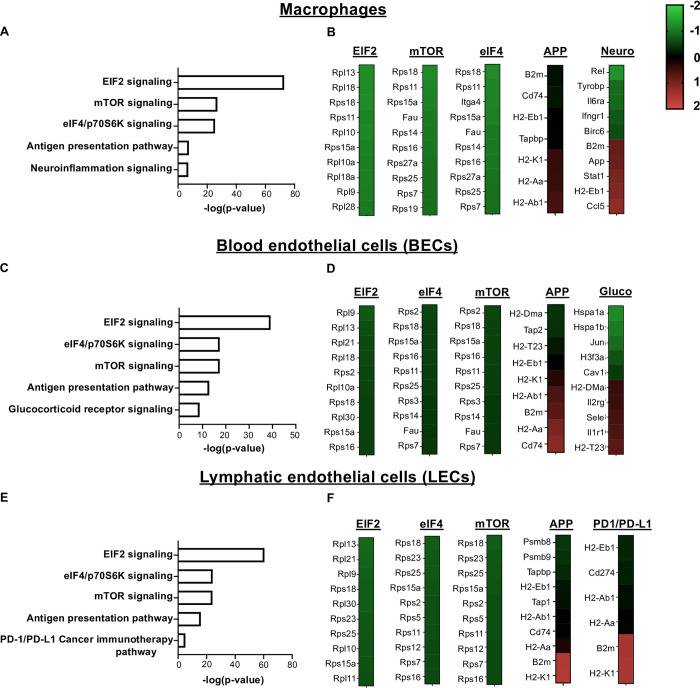 Macrophages
A
EIF2 signaling
mTOR signaling
eIF4/p70S6K signaling
Antigen presentation pathway
Neuroinflammation signaling
0 20 40 60 80
-log(p-value)
B
EIF2
Rpl13
Rpl18
Rps18
Rps11
Rpl10
Rps15a
Rpl10a
Rpl18a
Rpl9
Rpl28
mTOR
Rps18
Rps11
Rps15a
Fau
Rps14
Rps16
Rps27a
Rps25
Rps7
Rps19
eIF4
Rps18
Rps11
Itga4
Rps15a
Fau
Rps14
Rps16
Rps27a
Rps25
Rps7
APP
B2m
Cd74
H2-Eb1
Tapbp
H2-K1
H2-Aa
H2-Ab1
Neuro
Rel
Tyrobp
Il6ra
Ifngr1
Birc6
B2m
App
Stat1
H2-Eb1
Ccl5
-2
-1
0
1
2
Blood endothelial cells (BECs)
C
EIF2 signaling
eIF4/p70S6K signaling
mTOR signaling
Antigen presentation pathway
Glucocorticoid receptor signaling
0 10 20 30 40 50
-log(p-value)
D
EIF2
Rpl9
Rpl13
Rpl21
Rpl18
Rps2
Rpl10a
Rps18
Rpl30
Rps15a
Rps16
eIF4
Rps2
Rps18
Rps15a
Rps16
Rps11
Rps25
Rps3
Rps14
Fau
Rps7
mTOR
Rps2
Rps18
Rps15a
Rps16
Rps11
Rps25
Rps3
Rps14
Fau
Rps7
APP
H2-Dma
Tap2
H2-T23
H2-Eb1
H2-K1
H2-Ab1
B2m
H2-Aa
Cd74
Gluco
Hspa1a
Hspa1b
Jun
H3f3a
Cav1
H2-DMa
Il2rg
Sele
Il1r1
H2-T23
Lymphatic endothelial cells (LECs)
E
EIF2 signaling
eIF4/p70S6K signaling
mTOR signaling
Antigen presentation pathway
PD-1/PD-L1 Cancer immunotherapy
pathway
0 20 40 60 80
-log(p-value)
F
EIF2
Rpl13
Rpl21
Rpl9
Rps18
Rpl30
Rps23
Rps25
Rpl10
Rps15a
Rpl11
eIF4
Rps18
Rps23
Rps25
Rps15a
Rps2
Rps5
Rps11
Rps12
Rps7
Rps16
mTOR
Rps18
Rps23
Rps25
Rps15a
Rps2
Rps5
Rps11
Rps12
Rps7
Rps16
APP
Psmb8
Psmb9
Tapbp
H2-Eb1
Tap1
H2-Ab1
Cd74
H2-Aa
B2m
H2-K1
PD1/PD-L1
H2-Eb1
Cd274
H2-Ab1
H2-Aa
B2m
H2-K1